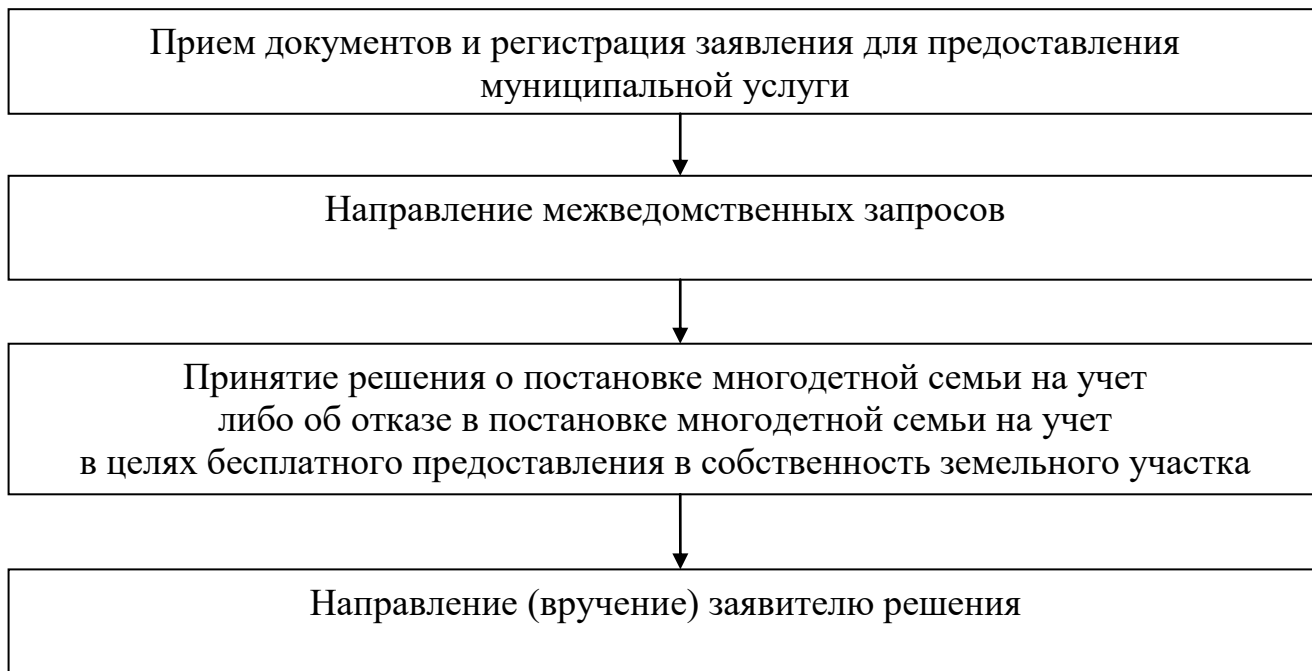 Прием документов и регистрация заявления для предоставления
муниципальной услуги
Направление межведомственных запросов
Принятие решения о постановке многодетной семьи на учет
либо об отказе в постановке многодетной семьи на учет
в целях бесплатного предоставления в собственность земельного участка
Направление (вручение) заявителю решения